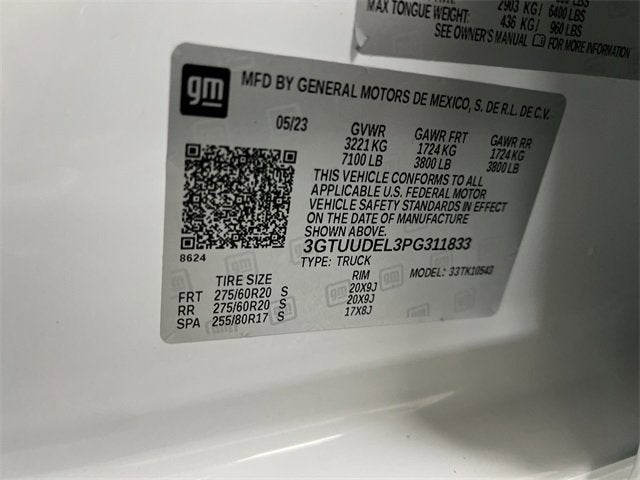 2903 KG / 6400 LBS
MAX TONGUE WEIGHT: 436 KG / 960 LBS
SEE OWNER'S MANUAL FOR MORE INFORMATION
gm
MFD BY GENERAL MOTORS DE MEXICO, S. DE R.L. DE C.V.
05/23 GVWR GAWR FRT GAWR RR
3221 KG 1724 KG 1724 KG
7100 LB 3800 LB 3800 LB
THIS VEHICLE CONFORMS TO ALL
APPLICABLE U.S. FEDERAL MOTOR
VEHICLE SAFETY STANDARDS IN EFFECT
ON THE DATE OF MANUFACTURE
SHOWN ABOVE.
8624
3GTUUDEL3PG311833
TYPE: TRUCK MODEL: 33TK10543
TIRE SIZE RIM
FRT 275/60R20 S 20X9J
RR 275/60R20 S 20X9J
SPA 255/80R17 S 17X8J